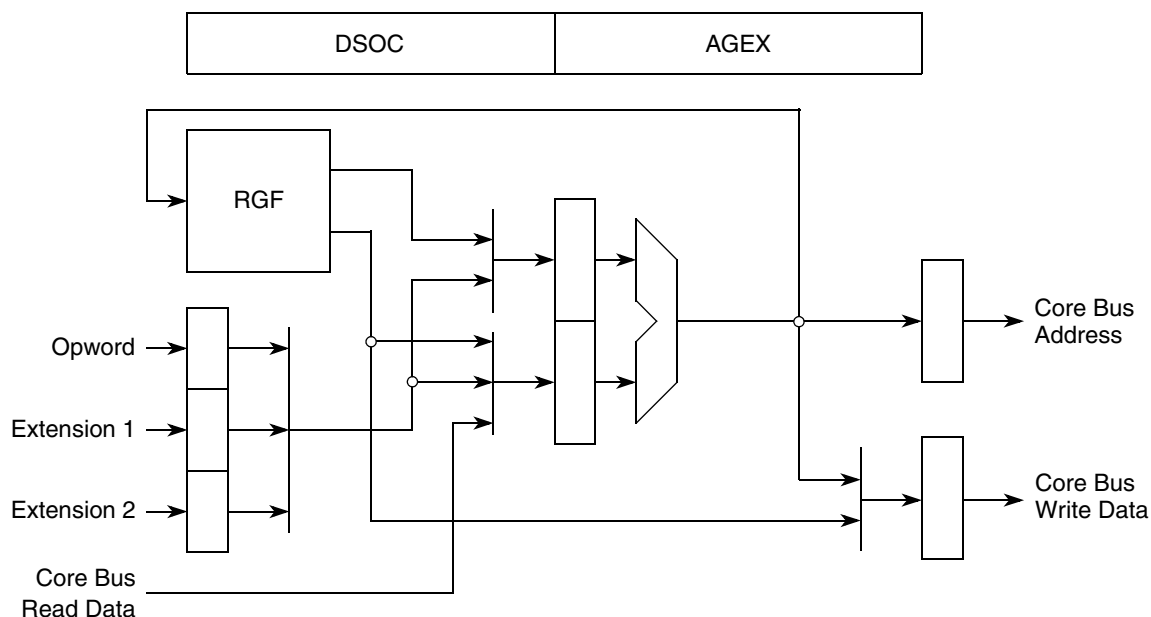 DSOC
AGEX
RGF
Opword
Extension 1
Extension 2
Core Bus
Read Data
Core Bus
Address
Core Bus
Write Data